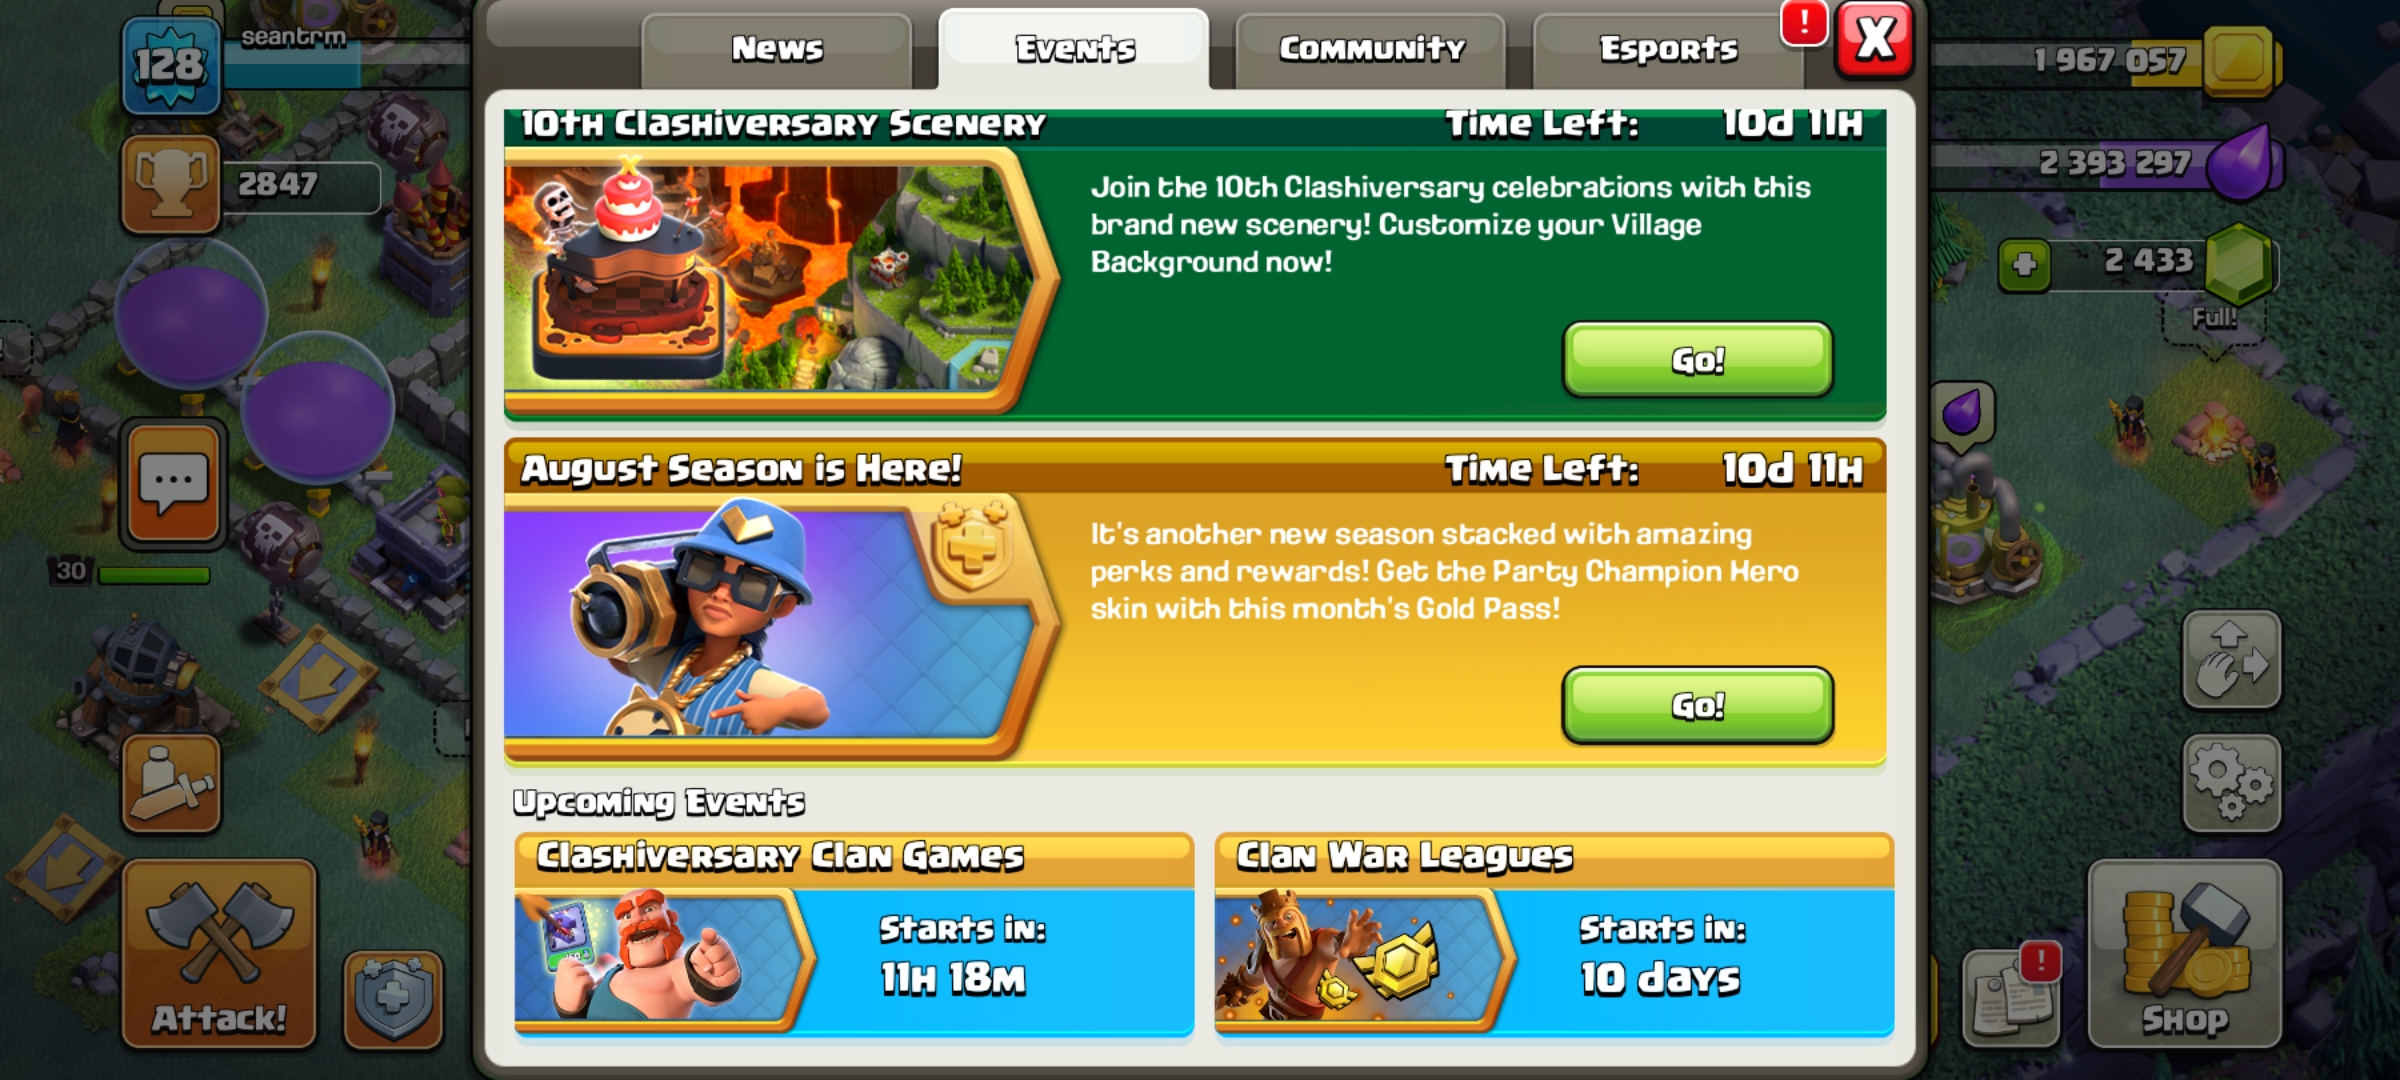 128
seantrm
2847
30
Attack!
News
Events
Community
Esports
!
X
10th Clashiversary Scenery
Time Left:
10d 11h
Join the 10th Clashiversary celebrations with this
brand new scenery! Customize your Village
Background now!
Go!
August Season is Here!
Time Left:
10d 11h
It's another new season stacked with amazing
perks and rewards! Get the Party Champion Hero
skin with this month's Gold Pass!
Go!
Upcoming Events
Clashiversary Clan Games
Starts in:
11h 18m
Clan War Leagues
Starts in:
10 days
1 967 057
2 393 297
2 433
Full!
!
Shop